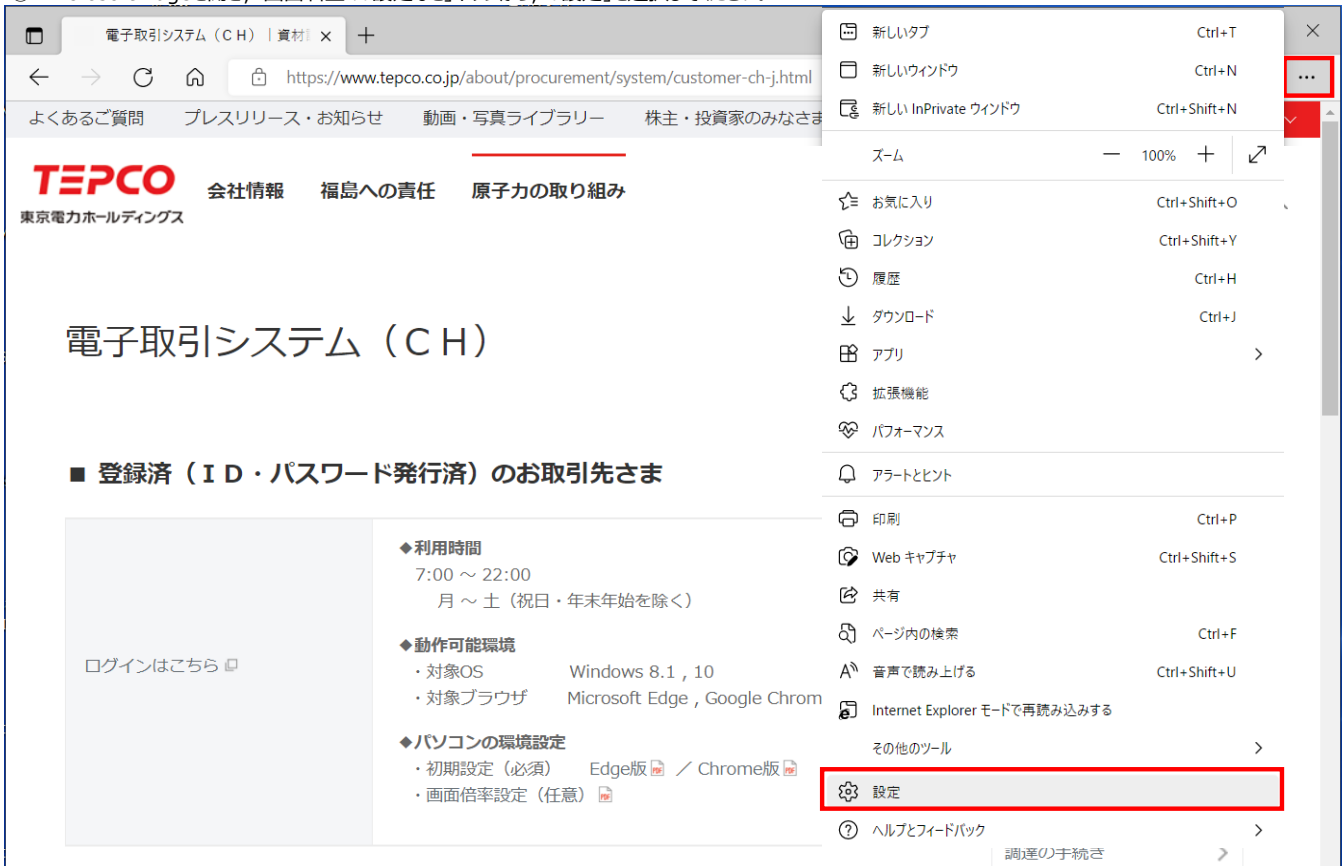 電子取引システム（ＣＨ）｜資材
https://www.tepco.co.jp/about/procurement/system/customer-ch-j.html
よくあるご質問 プレスリリース・お知らせ 動画・写真ライブラリー 株主・投資家のみなさま
TEPCO
東京電力ホールディングス
会社情報 福島への責任 原子力の取り組み
電子取引システム（ＣＨ）
■ 登録済（ＩＤ・パスワード発行済）のお取引先さま
ログインはこちら
◆利用時間
7:00 ～ 22:00
月 ～ 土（祝日・年末年始を除く）
◆動作可能環境
・対象OS Windows 8.1 , 10
・対象ブラウザ Microsoft Edge , Google Chrom
◆パソコンの環境設定
・初期設定（必須） Edge版 ／ Chrome版
・画面倍率設定（任意）
新しいタブ Ctrl+T
新しいウィンドウ Ctrl+N
新しい InPrivate ウィンドウ Ctrl+Shift+N
ズーム — 100% +
お気に入り Ctrl+Shift+O
コレクション Ctrl+Shift+Y
履歴 Ctrl+H
ダウンロード Ctrl+J
アプリ
拡張機能
パフォーマンス
アラートとヒント
印刷 Ctrl+P
Web キャプチャ Ctrl+Shift+S
共有
ページ内の検索 Ctrl+F
音声で読み上げる Ctrl+Shift+U
Internet Explorer モードで再読み込みする
その他のツール
設定
ヘルプとフィードバック
調達の手続き